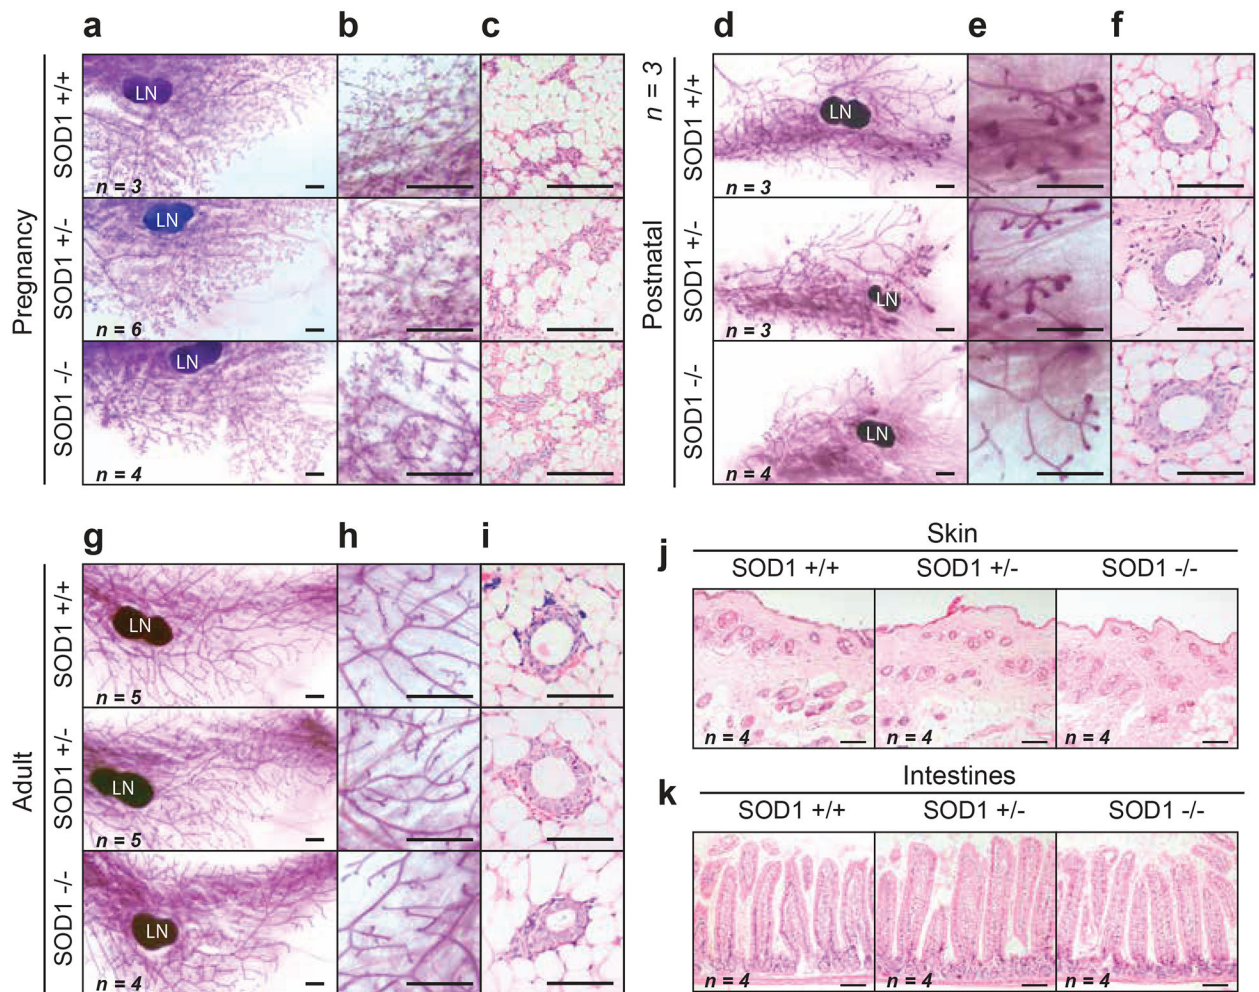 a b c
Pregnancy
SOD1 +/+
LN
n = 3
SOD1 +/-
LN
n = 6
SOD1 -/-
LN
n = 4
d e f
Postnatal
n = 3
SOD1 +/+
LN
n = 3
SOD1 +/-
LN
n = 3
SOD1 -/-
LN
n = 4
g h i
Adult
SOD1 +/+
LN
n = 5
SOD1 +/-
LN
n = 5
SOD1 -/-
LN
n = 4
j
Skin
SOD1 +/+ SOD1 +/- SOD1 -/-
n = 4 n = 4 n = 4
k
Intestines
SOD1 +/+ SOD1 +/- SOD1 -/-
n = 4 n = 4 n = 4